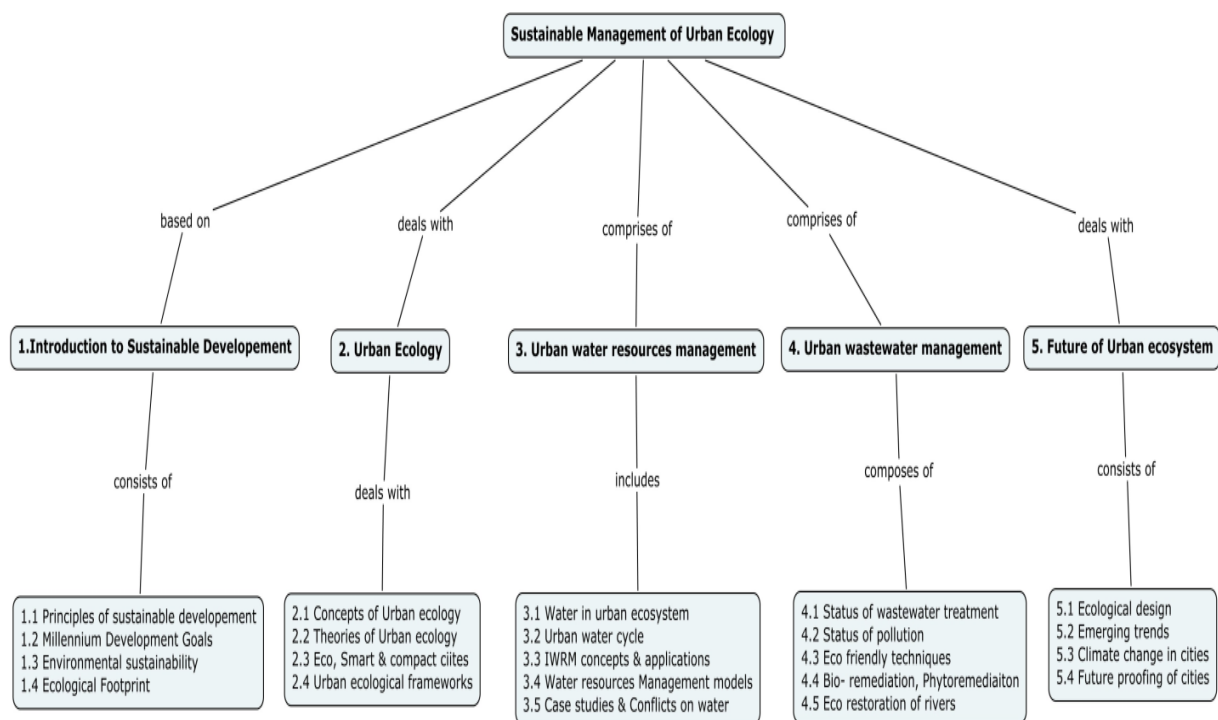 Sustainable Management of Urban Ecology
based on
deals with
comprises of
comprises of
deals with
1.Introduction to Sustainable Developement
2. Urban Ecology
3. Urban water resources management
4. Urban wastewater management
5. Future of Urban ecosystem
consists of
deals with
includes
composes of
consists of
1.1 Principles of sustainable developement
1.2 Millennium Development Goals
1.3 Environmental sustainability
1.4 Ecological Footprint
2.1 Concepts of Urban ecology
2.2 Theories of Urban ecology
2.3 Eco, Smart & compact ciites
2.4 Urban ecological frameworks
3.1 Water in urban ecosystem
3.2 Urban water cycle
3.3 IWRM concepts & applications
3.4 Water resources Management models
3.5 Case studies & Conflicts on water
4.1 Status of wastewater treatment
4.2 Status of pollution
4.3 Eco friendly techniques
4.4 Bio- remediation, Phytoremediaiton
4.5 Eco restoration of rivers
5.1 Ecological design
5.2 Emerging trends
5.3 Climate change in cities
5.4 Future proofing of cities